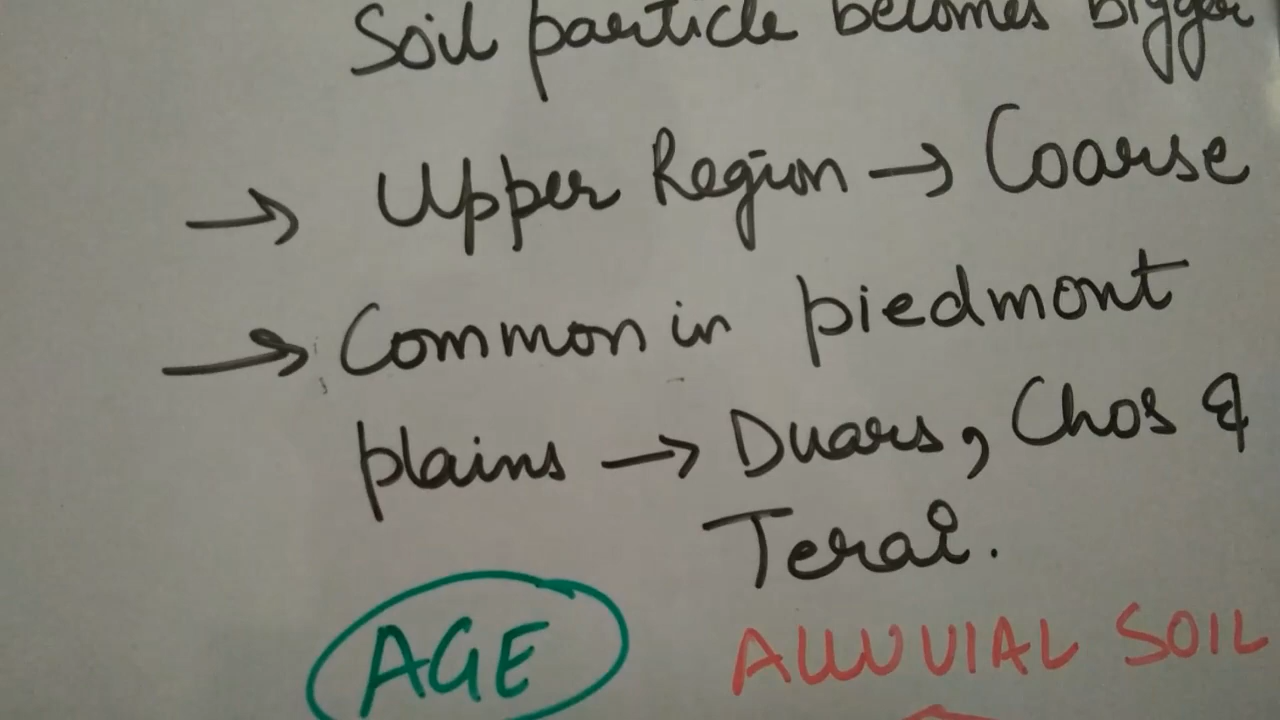 Soil particle becomes bigger
→ Upper Region → Coarse
→ Common in piedmont
plains → Duars, Chos &
Terai.
AGE ALLUVIAL SOIL